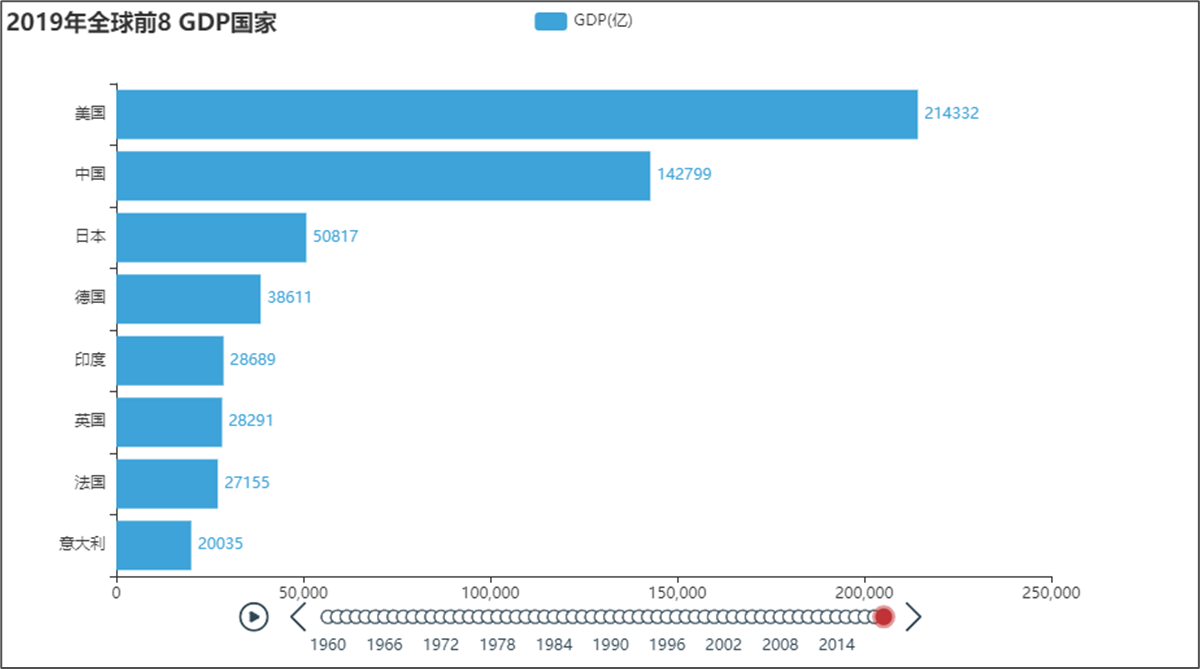 2019年全球前8 GDP国家
GDP(亿)
美国 214332
中国 142799
日本 50817
德国 38611
印度 28689
英国 28291
法国 27155
意大利 20035
0 50,000 100,000 150,000 200,000 250,000
1960 1966 1972 1978 1984 1990 1996 2002 2008 2014